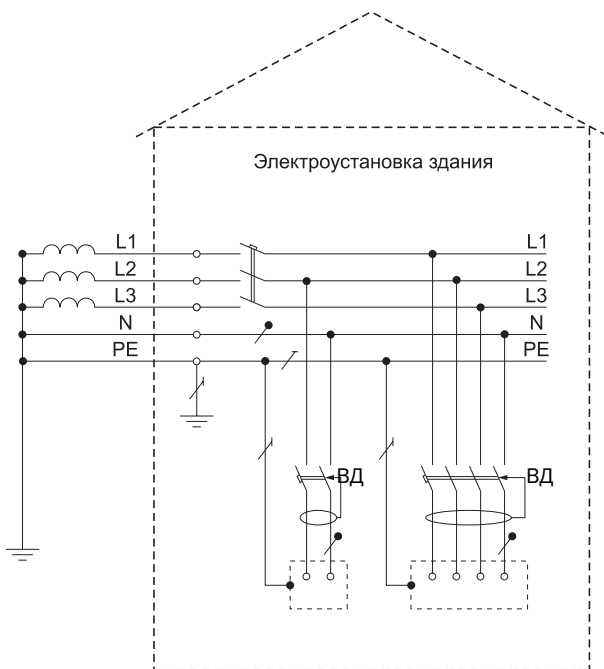 Электроустановка здания
L1 L1
L2 L2
L3 L3
N N
PE PE
ВД ВД